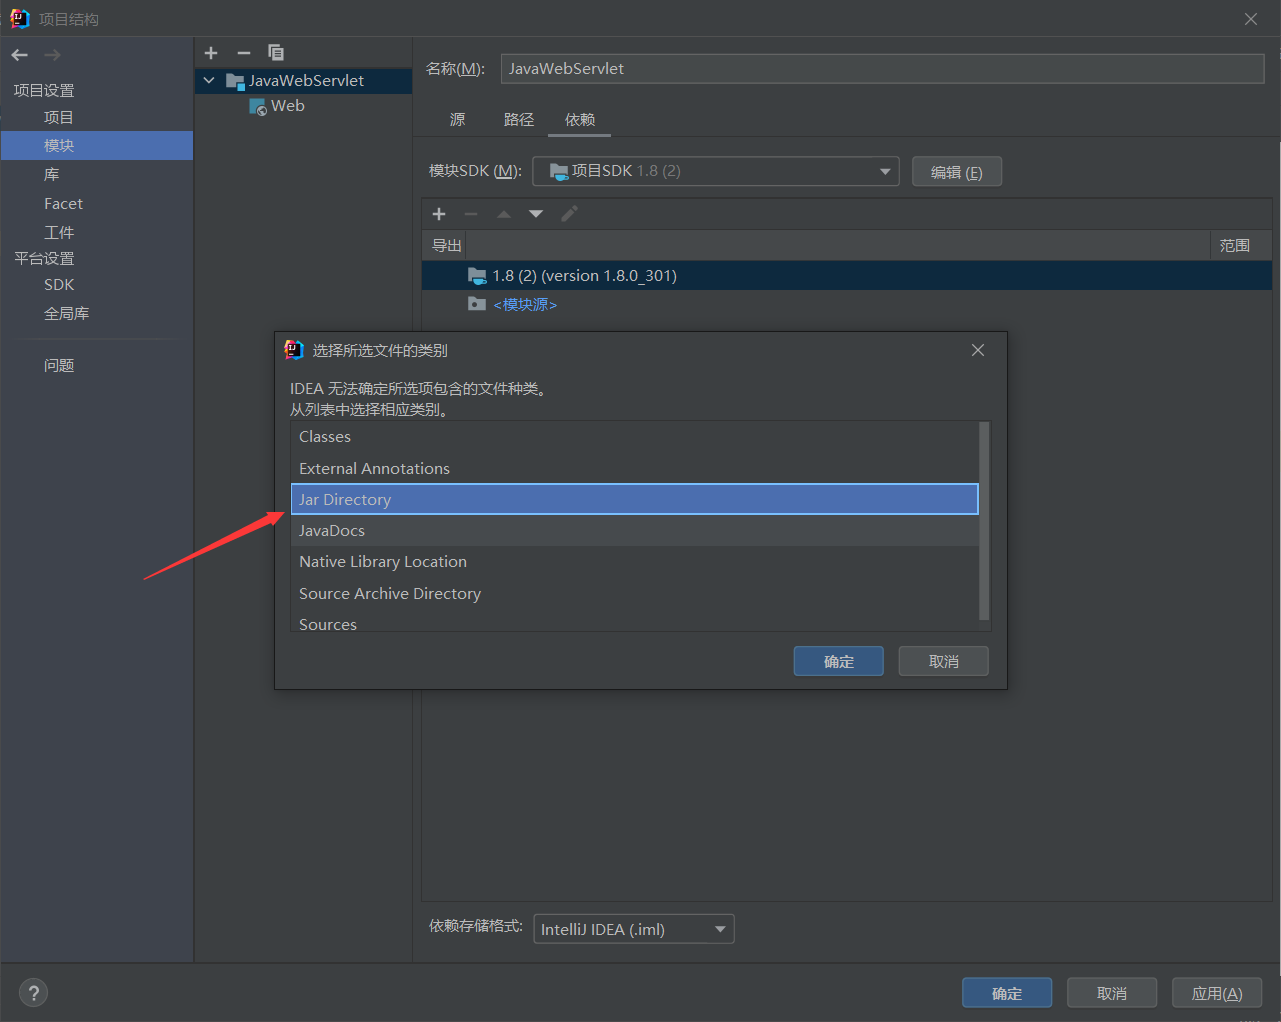 项目结构
项目设置
项目
模块
库
Facet
工件
平台设置
SDK
全局库
问题
JavaWebServlet
Web
名称(M):
JavaWebServlet
源
路径
依赖
模块SDK (M):
项目SDK 1.8 (2)
编辑 (E)
导出
范围
1.8 (2) (version 1.8.0_301)
<模块源>
选择所选文件的类别
IDEA 无法确定所选项包含的文件种类。
从列表中选择相应类别。
Classes
External Annotations
Jar Directory
JavaDocs
Native Library Location
Source Archive Directory
Sources
确定
取消
依赖存储格式:
IntelliJ IDEA (.iml)
?
确定
取消
应用(A)